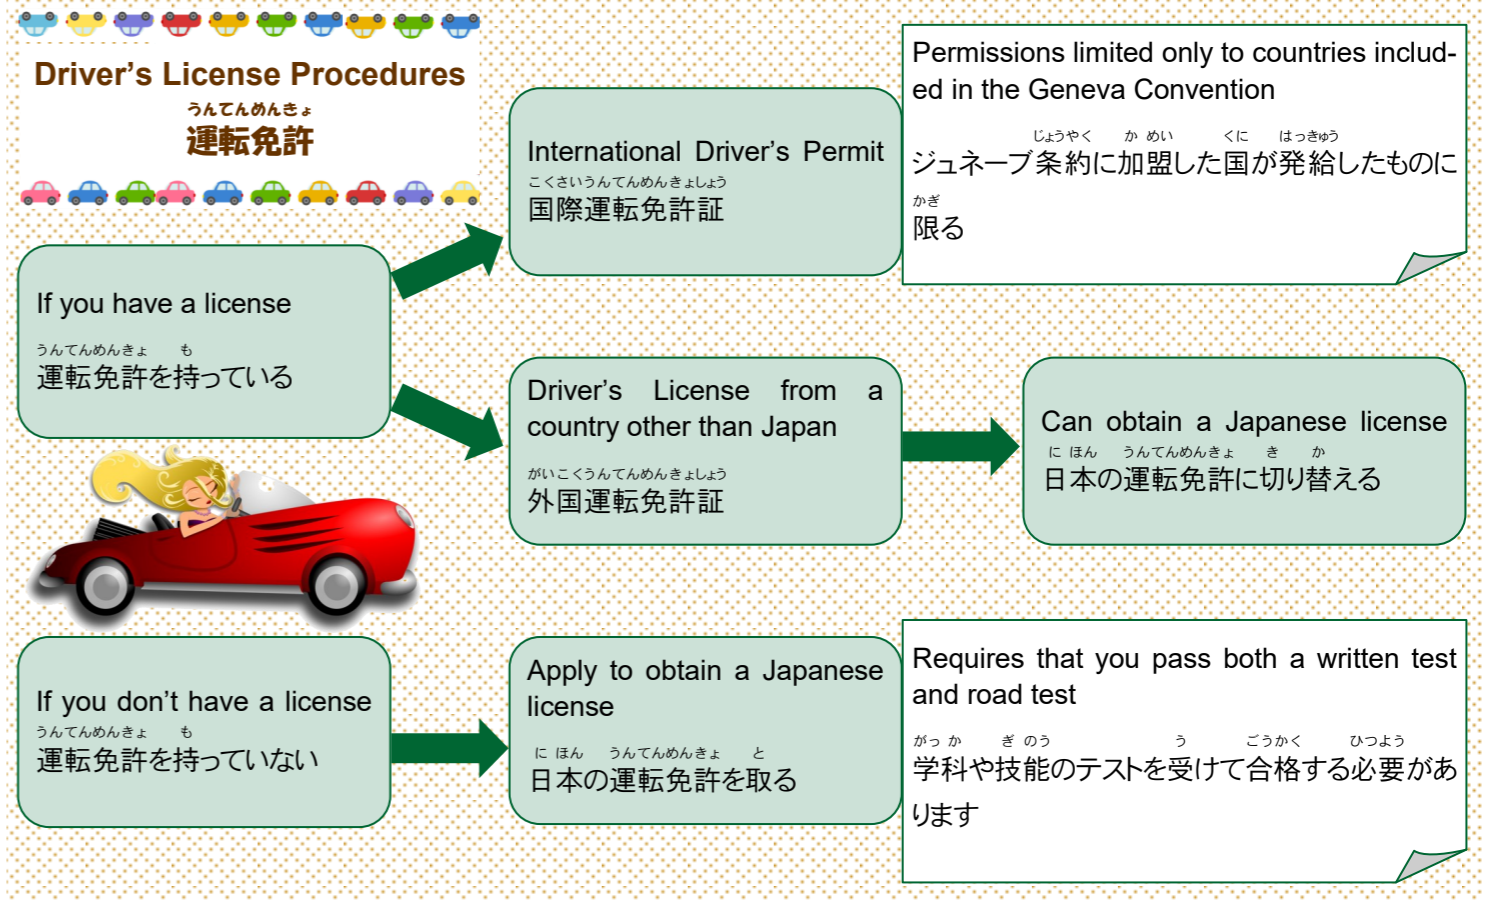 Driver's License Procedures
うんてんめんきょ
運転免許
If you have a license
うんてんめんきょ も
運転免許を持っている
International Driver's Permit
こくさいうんてんめんきょしょう
国際運転免許証
Permissions limited only to countries includ-
ed in the Geneva Convention
じょうやく か めい くに はっきゅう
ジュネーブ条約に加盟した国が発給したものに
かぎ
限る
Driver's License from a
country other than Japan
がいこくうんてんめんきょしょう
外国運転免許証
Can obtain a Japanese license
に ほん うんてんめんきょ き か
日本の運転免許に切り替える
If you don't have a license
うんてんめんきょ も
運転免許を持っていない
Apply to obtain a Japanese
license
に ほん うんてんめんきょ と
日本の運転免許を取る
Requires that you pass both a written test
and road test
がっ か ぎ のう う ごうかく ひつよう
学科や技能のテストを受けて合格する必要があ
ります